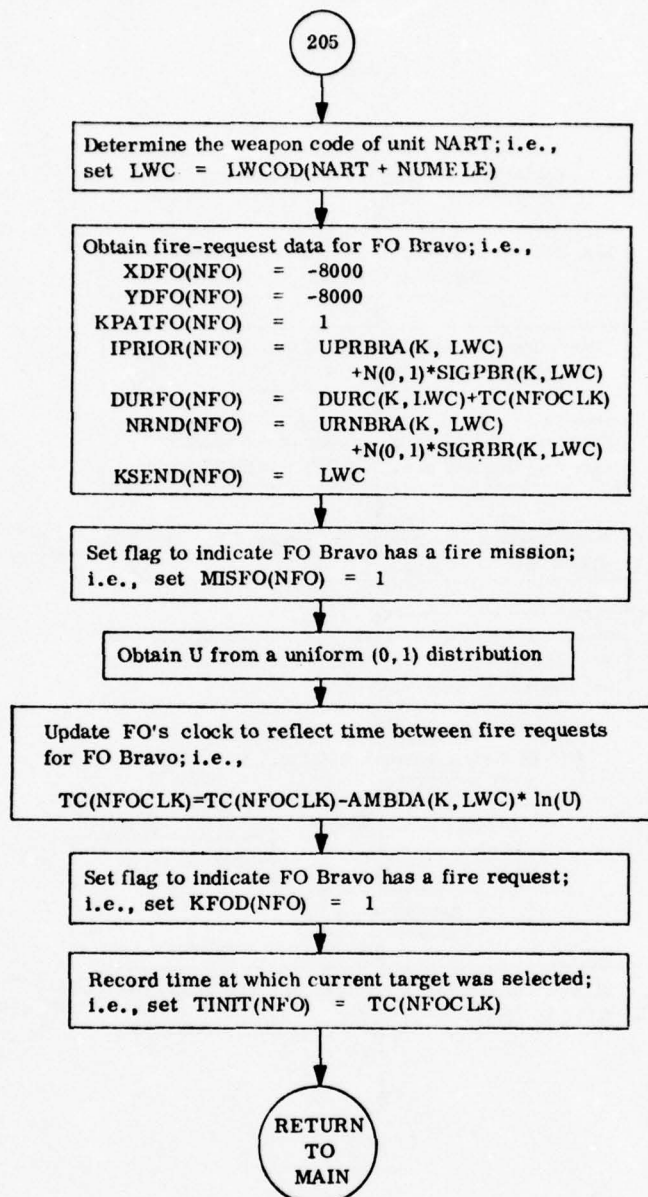 205
Determine the weapon code of unit NART; i.e.,
set LWC = LWCOD(NART + NUMELE)
Obtain fire-request data for FO Bravo; i.e.,
XDFO(NFO) = -8000
YDFO(NFO) = -8000
KPATFO(NFO) = 1
IPRIOR(NFO) = UPRBRA(K, LWC)
+N(0,1)*SIGPBR(K,LWC)
DURFO(NFO) = DURC(K,LWC)+TC(NFOCLK)
NRND(NFO) = URNBRA(K, LWC)
+N(0,1)*SIGRBR(K,LWC)
KSEND(NFO) = LWC
Set flag to indicate FO Bravo has a fire mission;
i.e., set MISFO(NFO) = 1
Obtain U from a uniform (0,1) distribution
Update FO's clock to reflect time between fire requests
for FO Bravo; i.e.,
TC(NFOCLK)=TC(NFOCLK)-AMBDA(K,LWC)* ln(U)
Set flag to indicate FO Bravo has a fire request;
i.e., set KFOD(NFO) = 1
Record time at which current target was selected;
i.e., set TINIT(NFO) = TC(NFOCLK)
RETURN
TO
MAIN